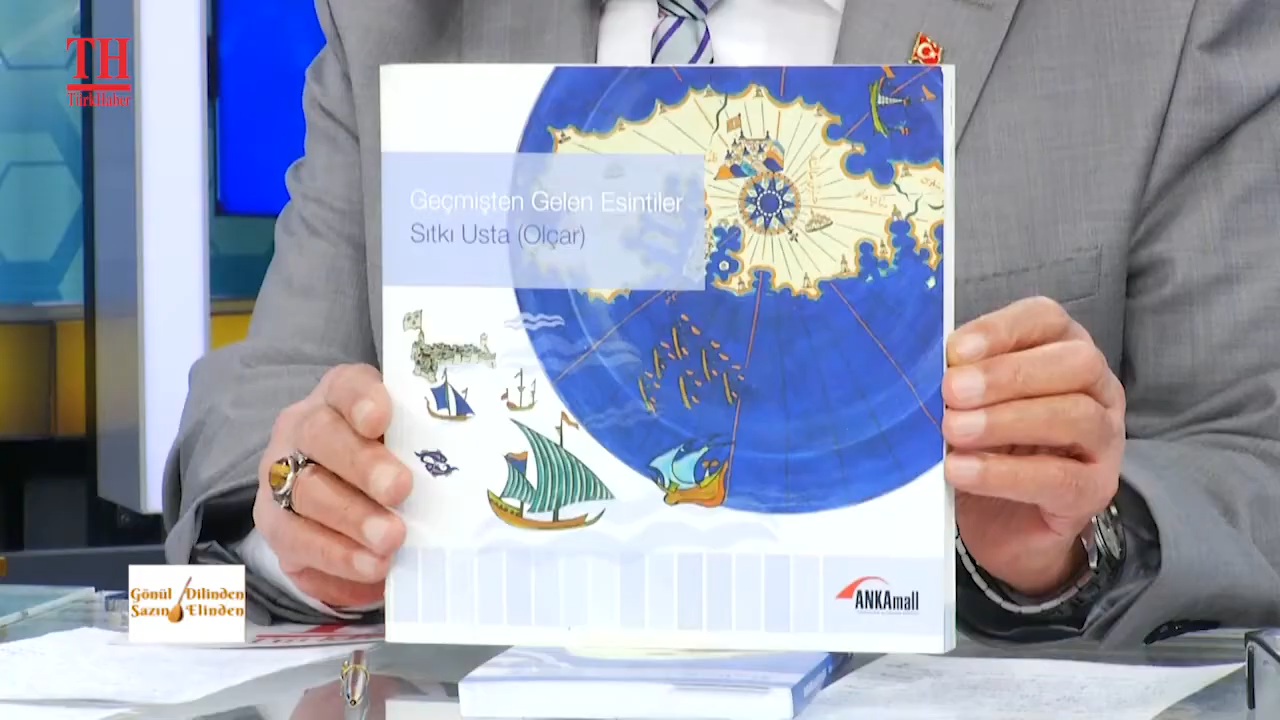 TH
TürkHaber
Geçmişten Gelen Esintiler
Sıtkı Usta (Olçar)
ANKAmall
Gönül Dilinden
Sazın Elinden